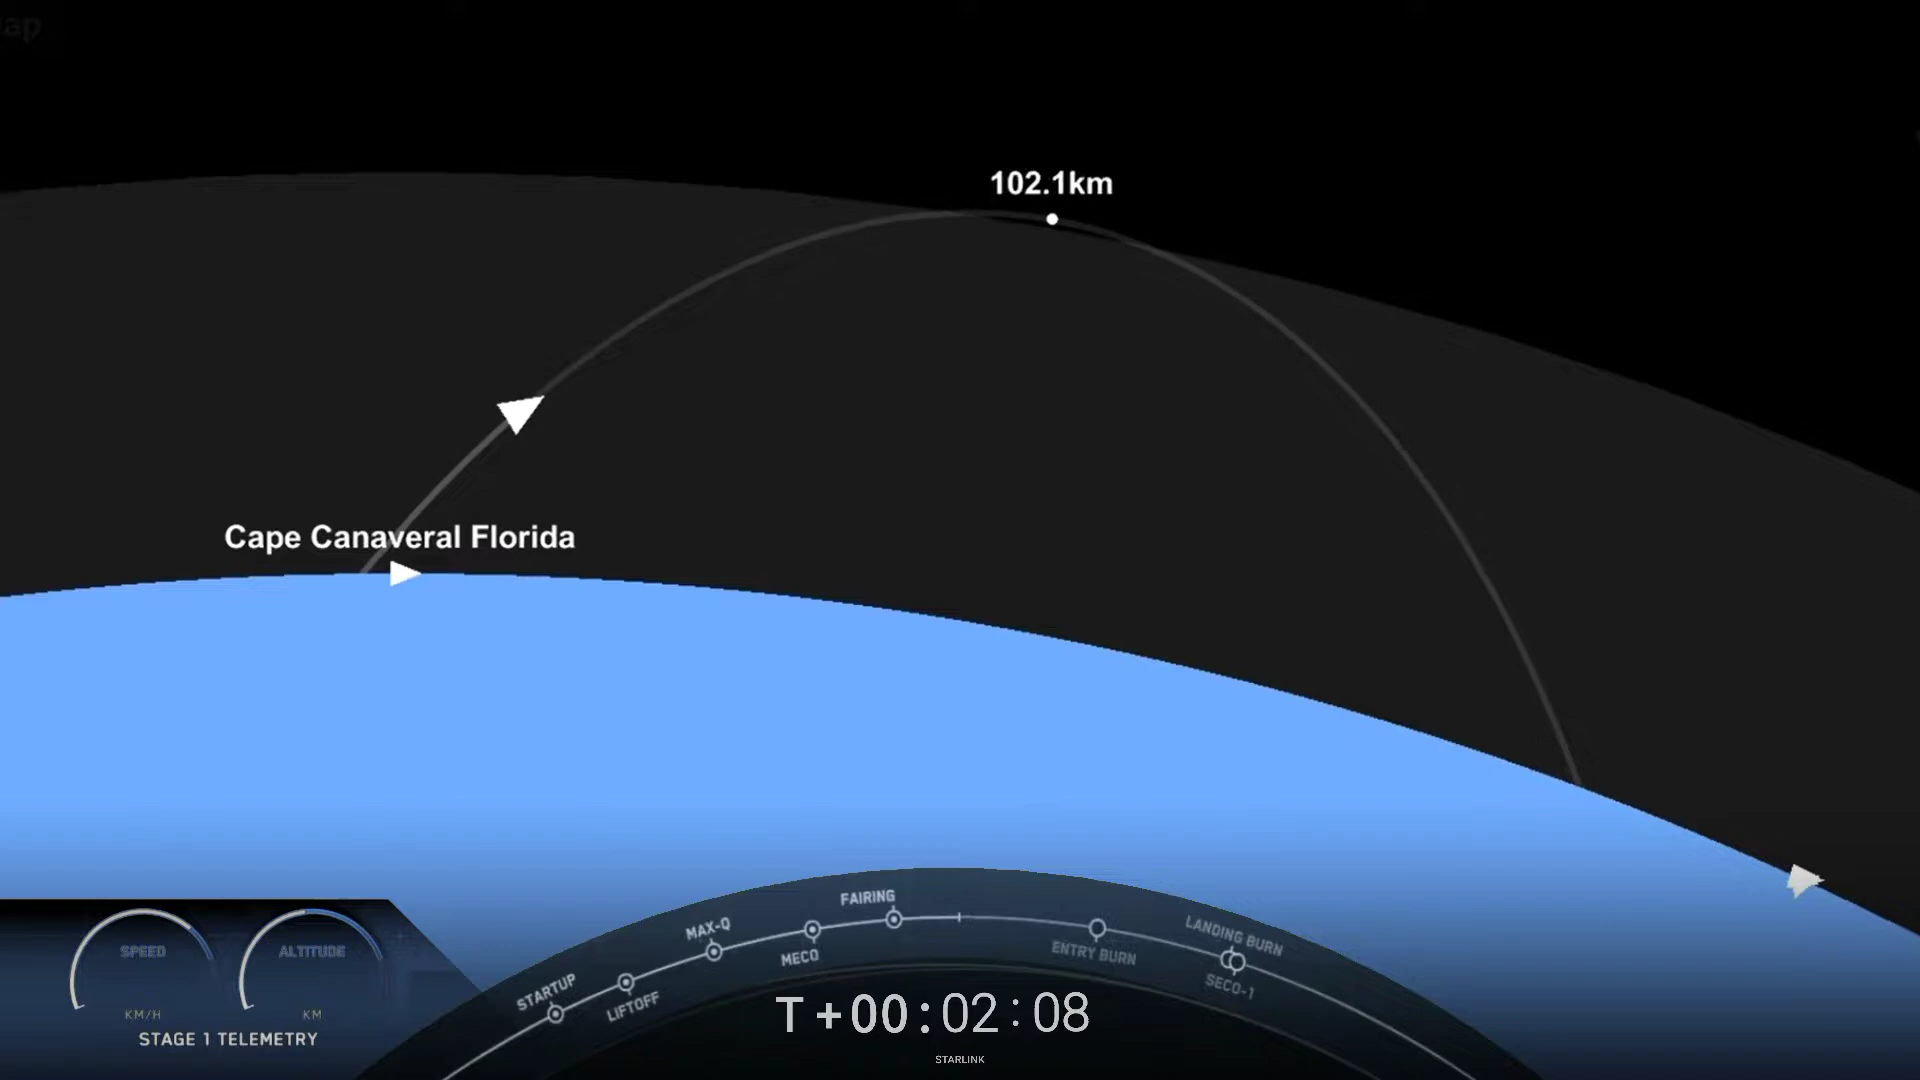 102.1km
Cape Canaveral Florida
FAIRING
MAX-Q
LANDING BURN
MECO
ENTRY BURN
STARTUP
LIFTOFF
SECO-1
SPEED
ALTITUDE
KM/H
KM
STAGE 1 TELEMETRY
T+00:02:08
STARLINK